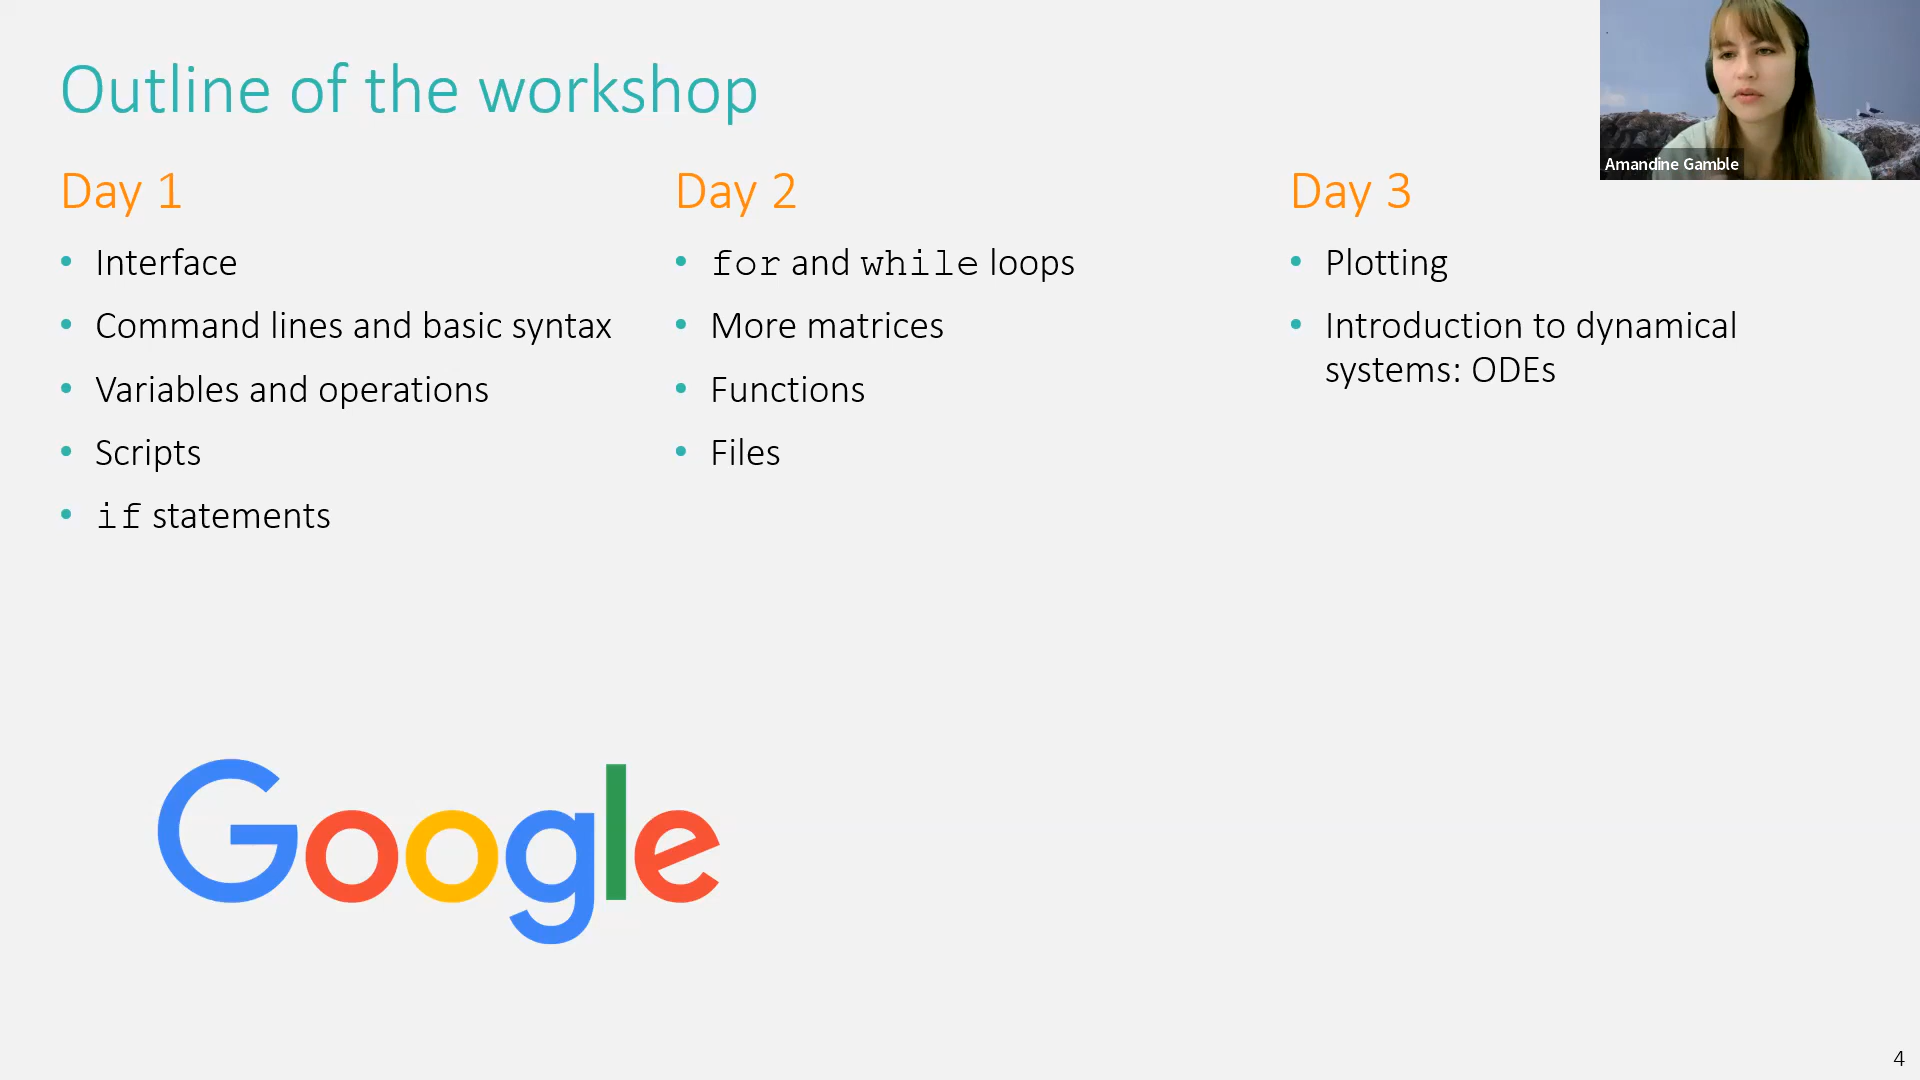 Outline of the workshop
Amandine Gamble
Day 1
• Interface
• Command lines and basic syntax
• Variables and operations
• Scripts
• if statements
Day 2
• for and while loops
• More matrices
• Functions
• Files
Day 3
• Plotting
• Introduction to dynamical
systems: ODEs
Google
4